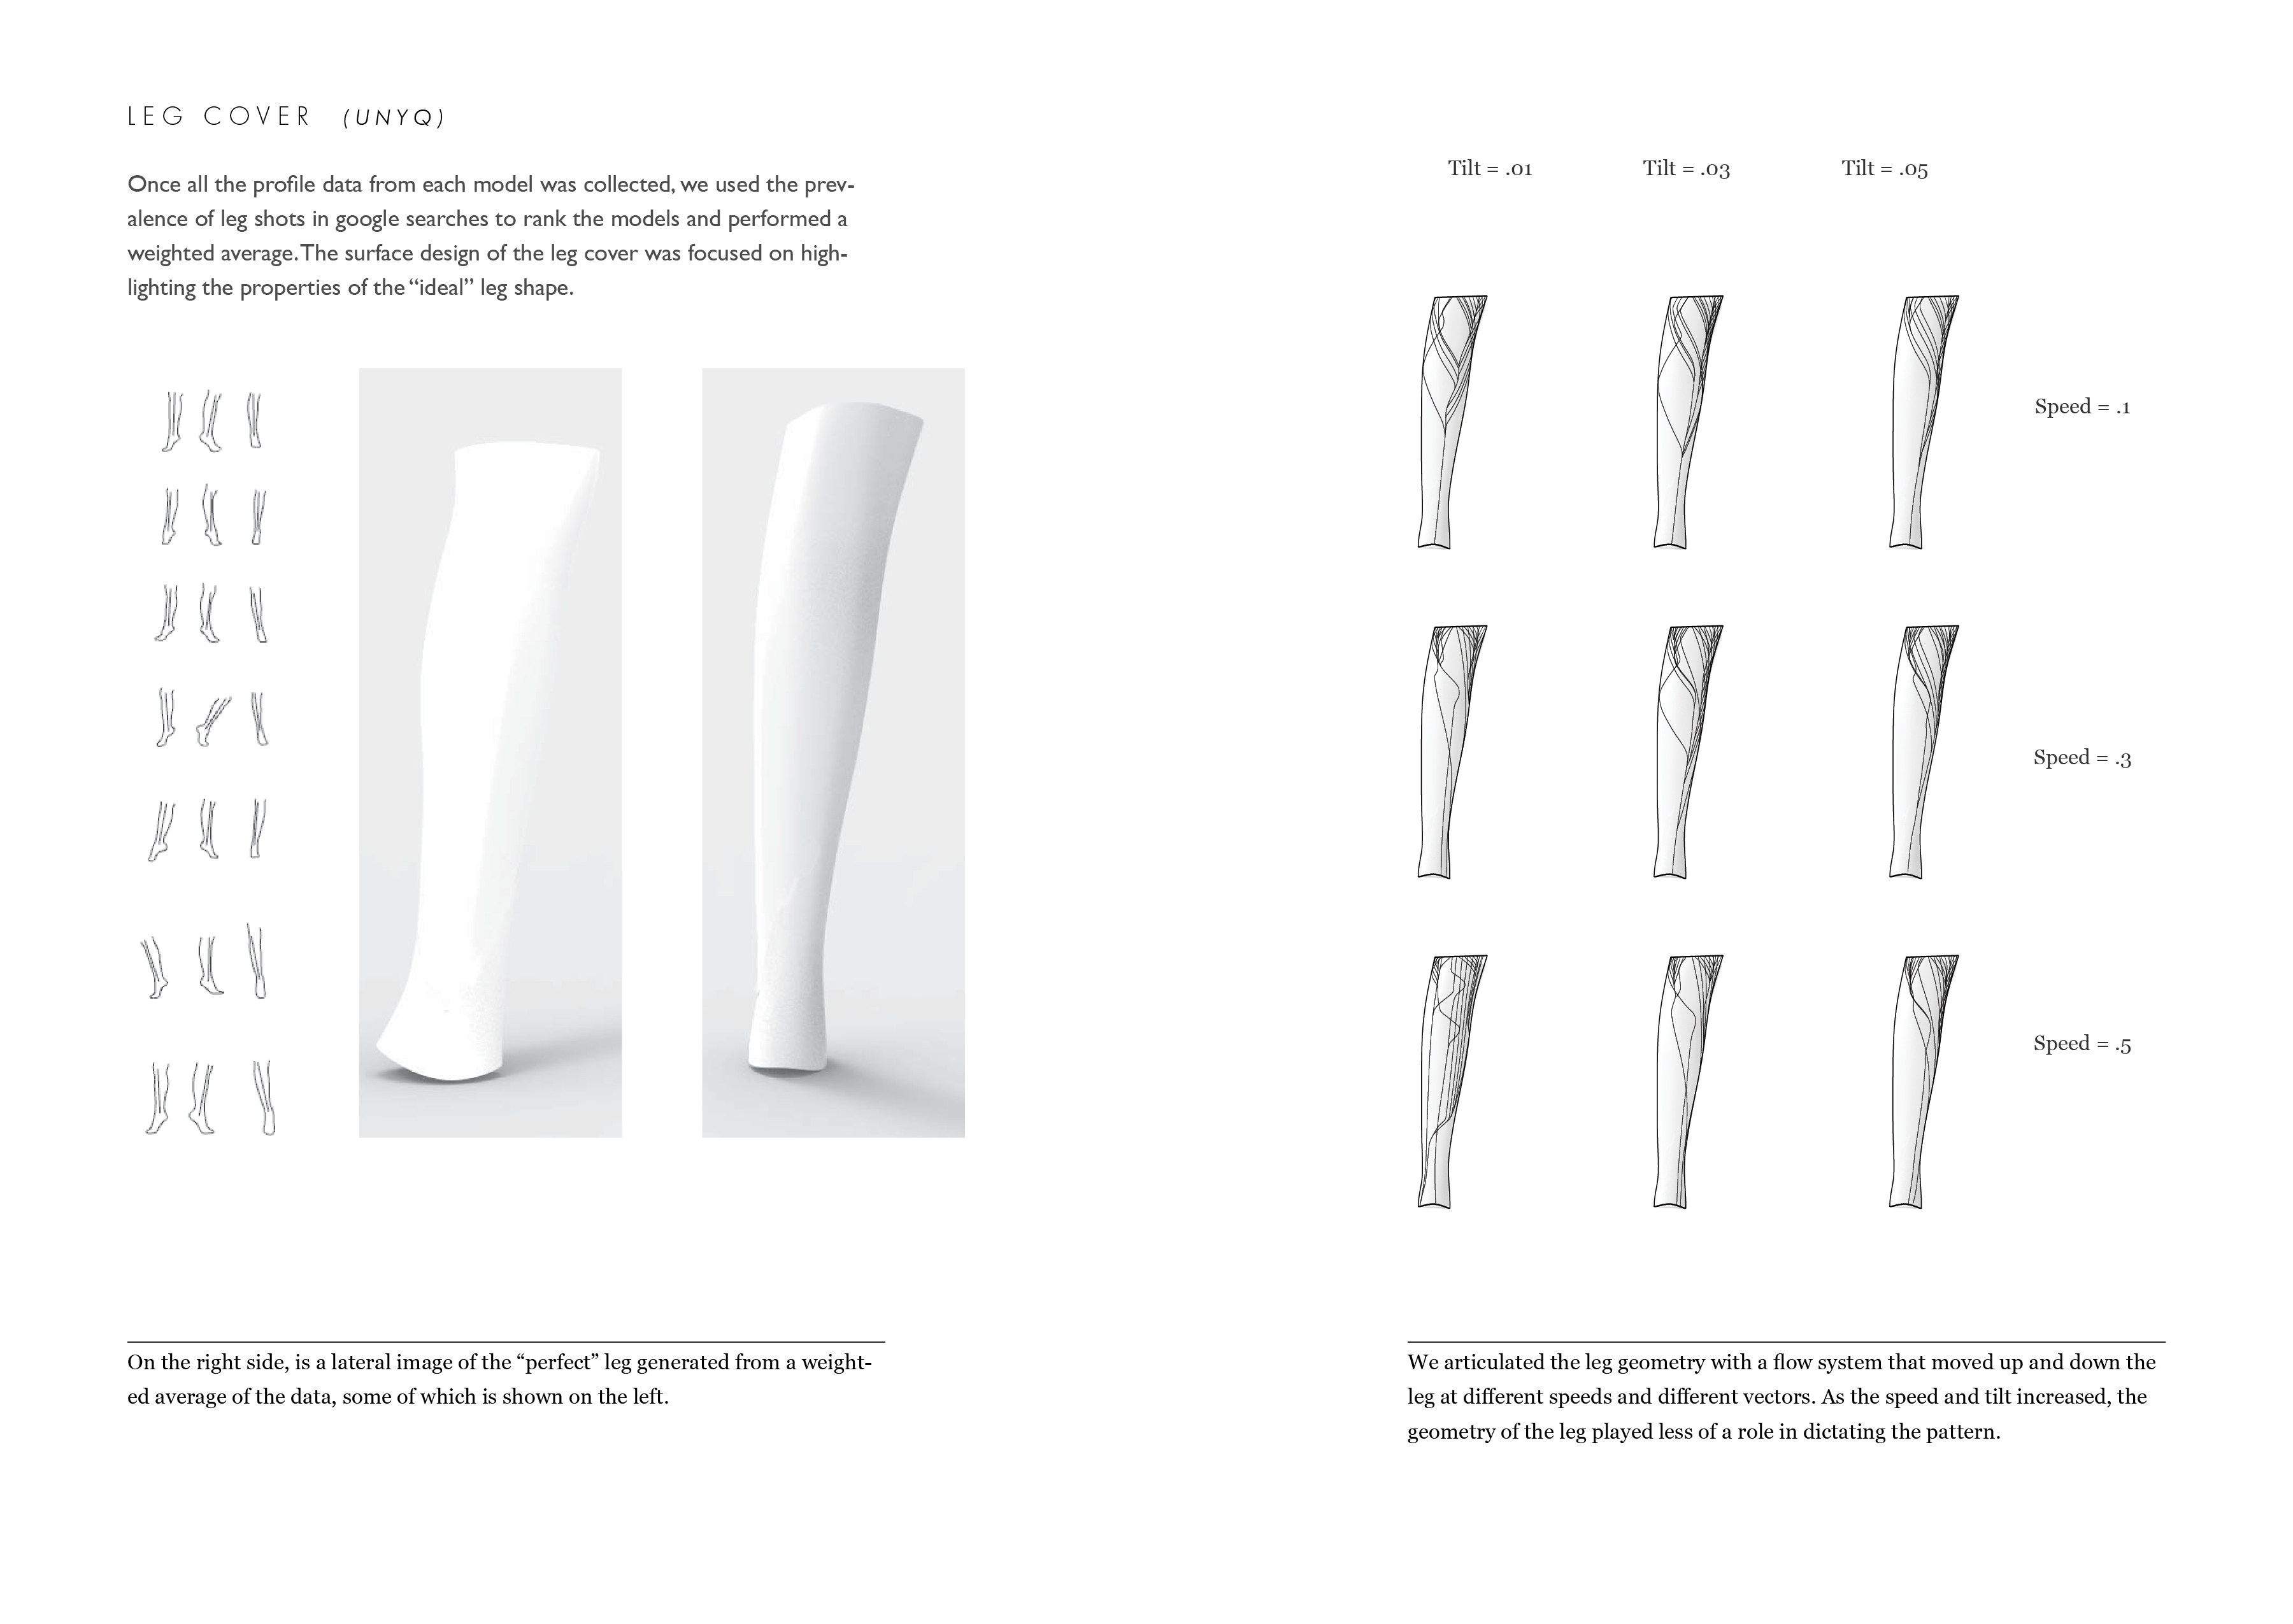 LEG COVER (UNYQ)
Once all the profile data from each model was collected, we used the prev-
alence of leg shots in google searches to rank the models and performed a
weighted average. The surface design of the leg cover was focused on high-
lighting the properties of the “ideal” leg shape.
On the right side, is a lateral image of the “perfect” leg generated from a weight-
ed average of the data, some of which is shown on the left.
Tilt = .01
Tilt = .03
Tilt = .05
Speed = .1
Speed = .3
Speed = .5
We articulated the leg geometry with a flow system that moved up and down the
leg at different speeds and different vectors. As the speed and tilt increased, the
geometry of the leg played less of a role in dictating the pattern.